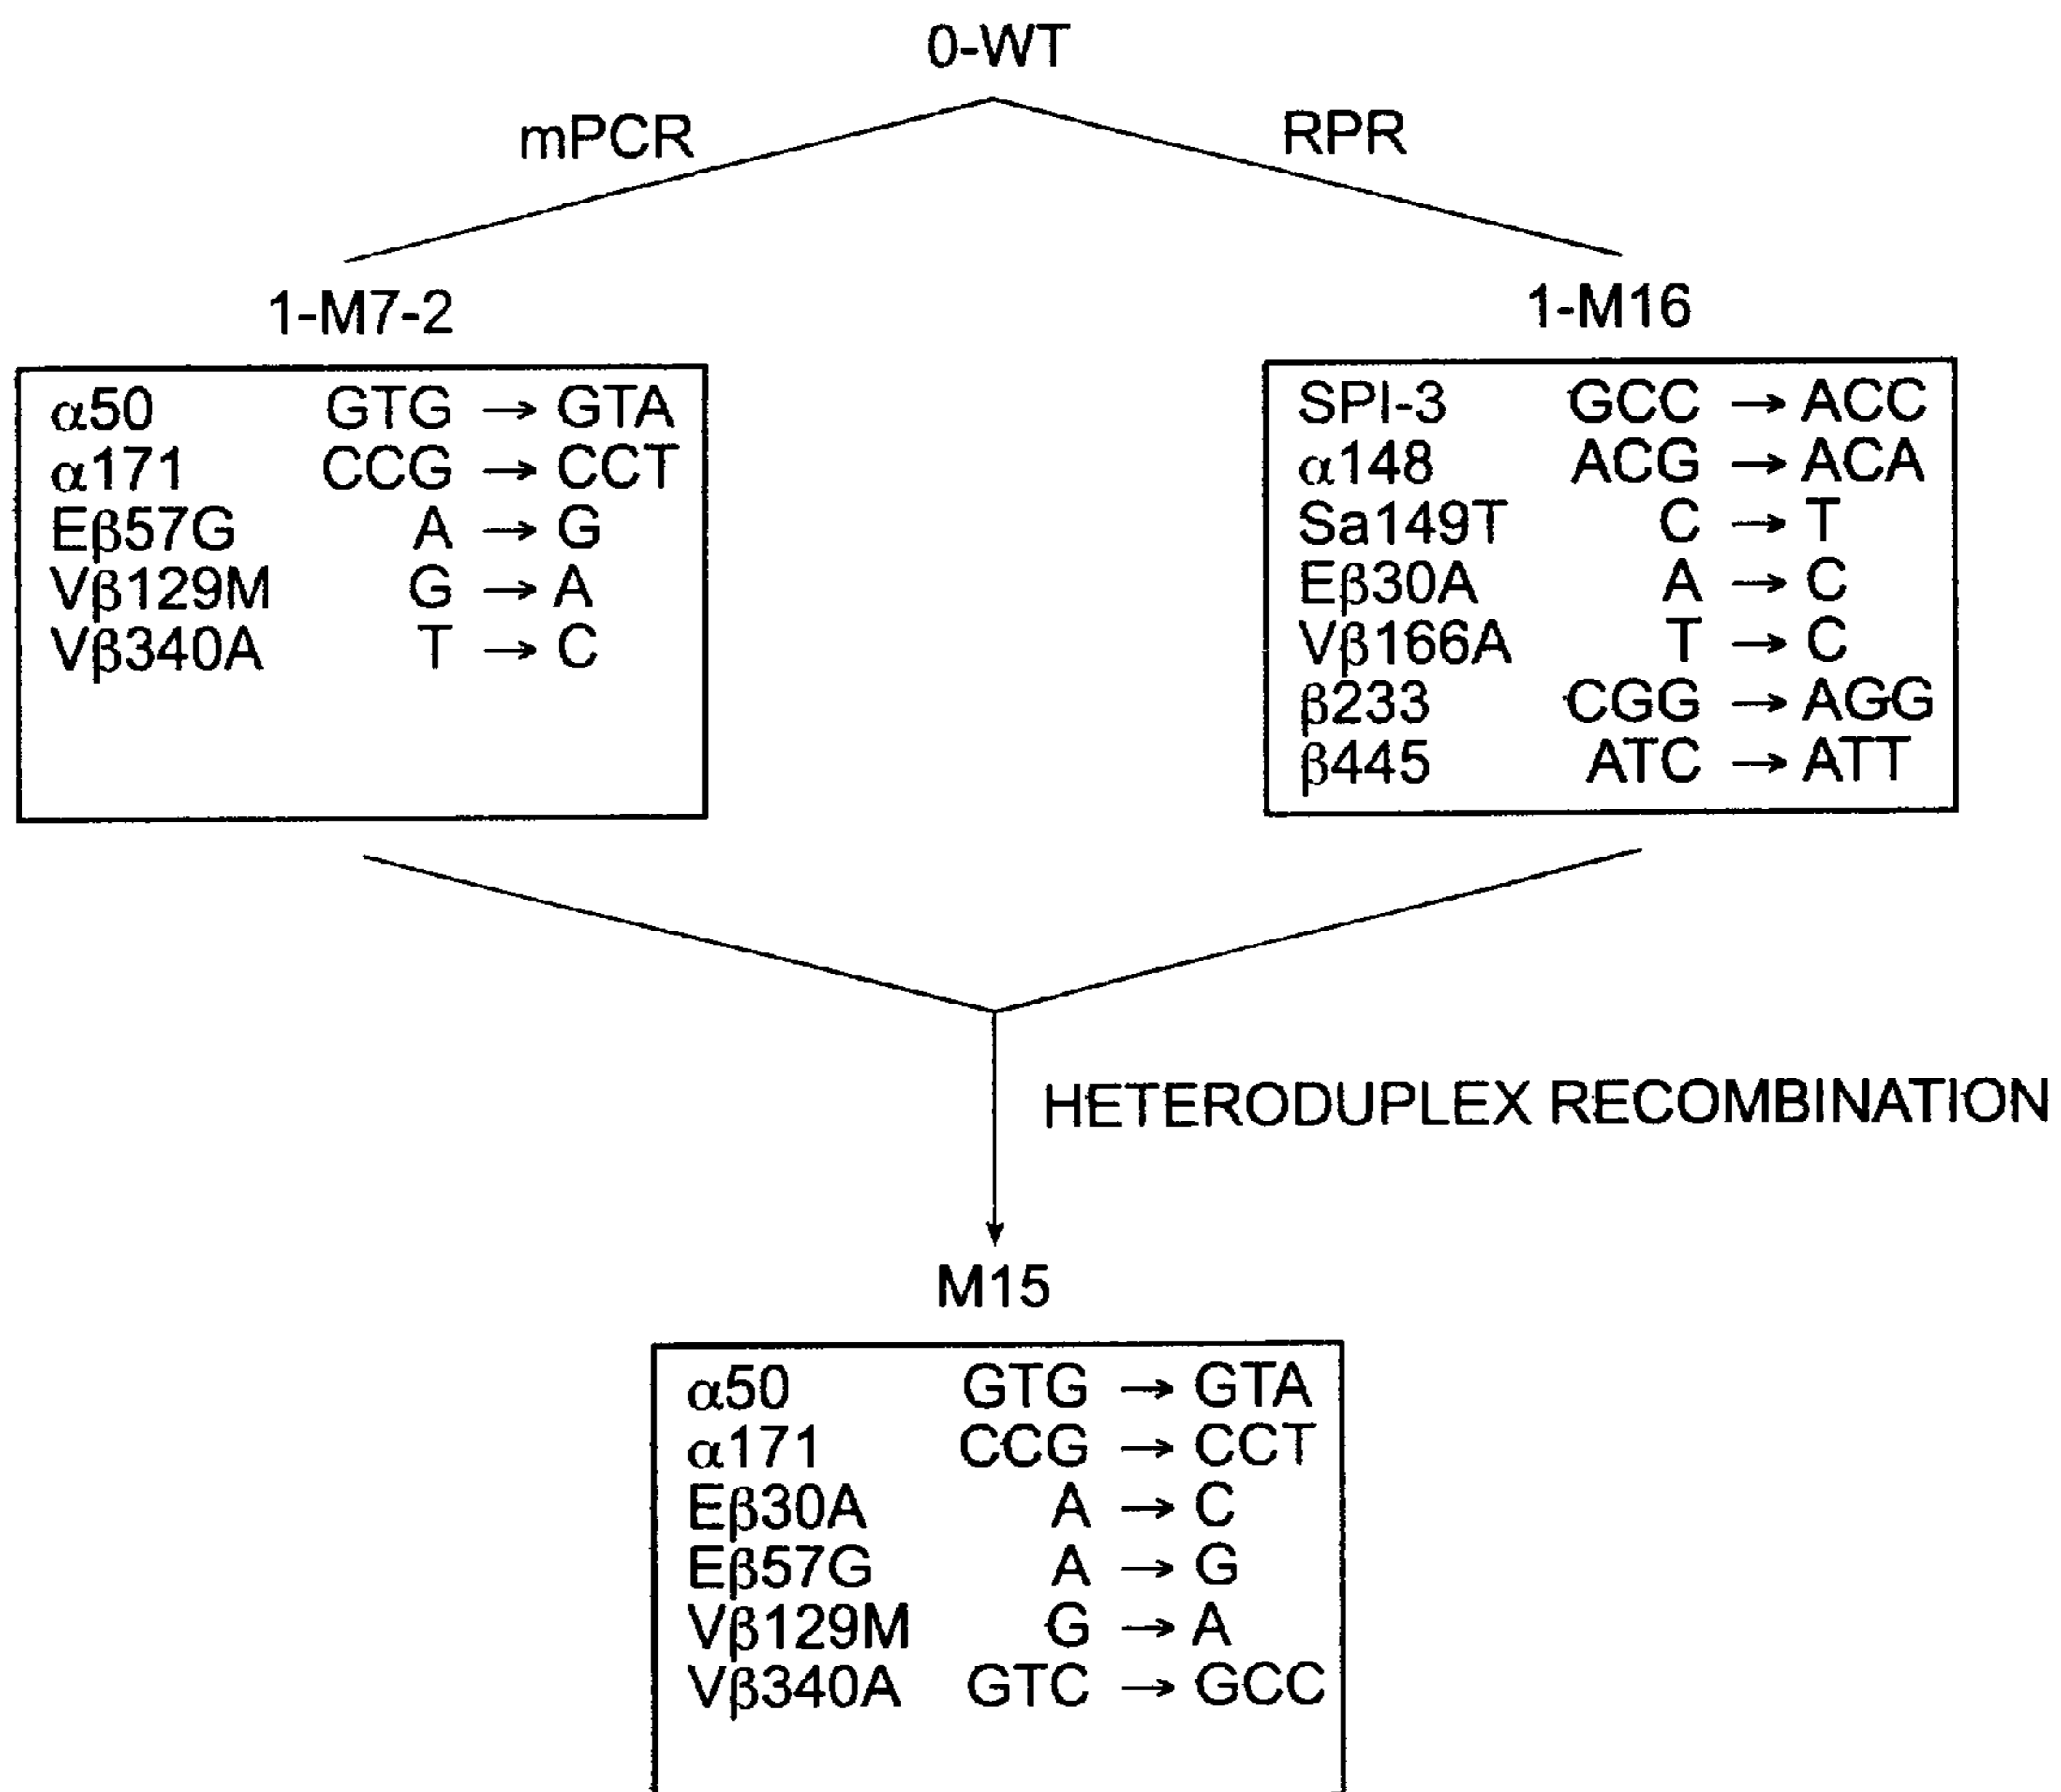 0-WT
mPCR RPR
1-M7-2
α50 GTG → GTA
α171 CCG → CCT
Eβ57G A → G
Vβ129M G → A
Vβ340A T → C
1-M16
SPI-3 GCC → ACC
α148 ACG → ACA
Sa149T C → T
Eβ30A A → C
Vβ166A T → C
β233 CGG → AGG
β445 ATC → ATT
HETERODUPLEX RECOMBINATION
M15
α50 GTG → GTA
α171 CCG → CCT
Eβ30A A → C
Eβ57G A → G
Vβ129M G → A
Vβ340A GTC → GCC